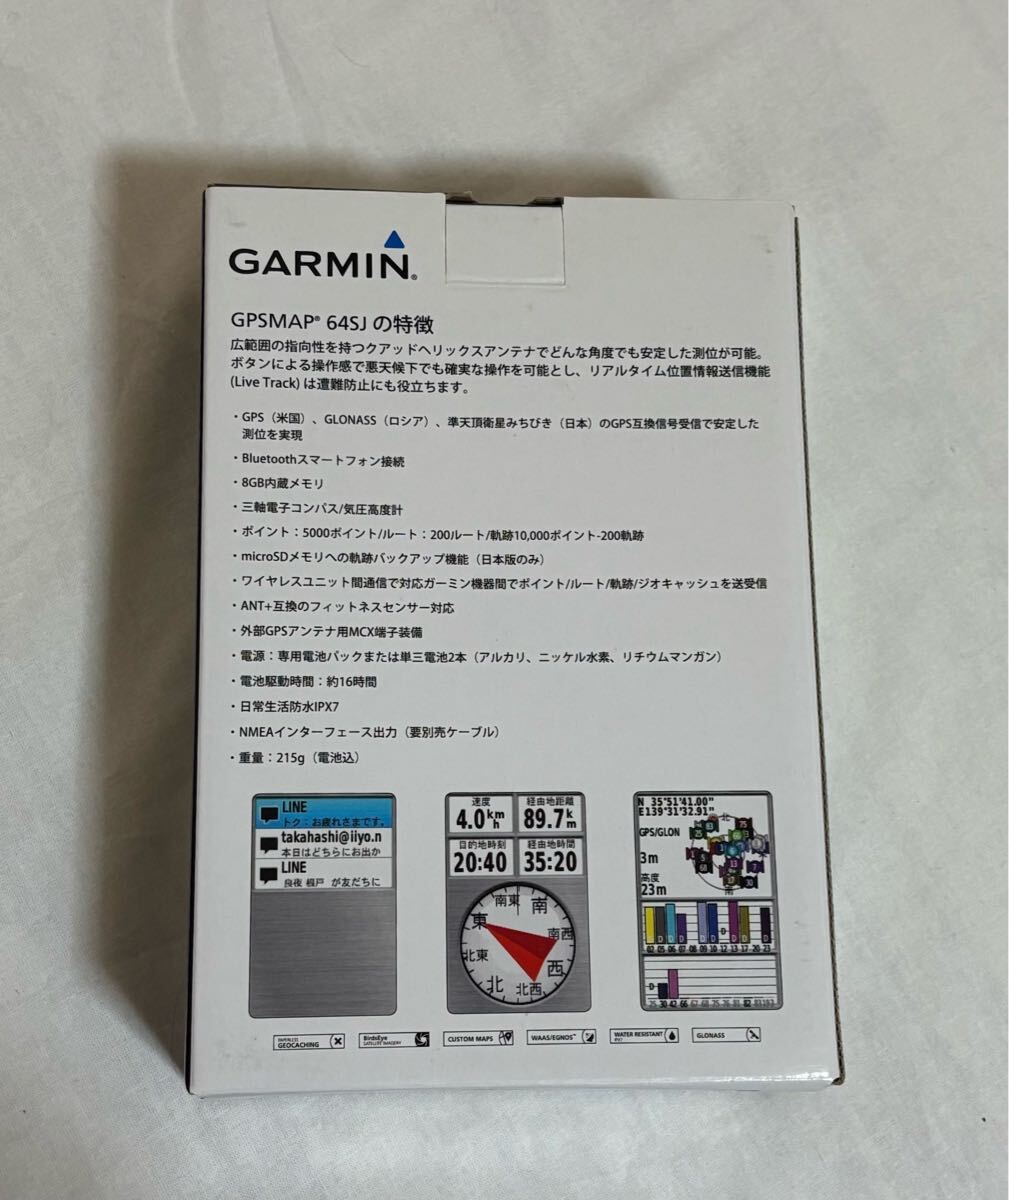 GARMIN®
GPSMAP® 64SJ の特徴
広範囲の指向性を持つクアッドヘリックスアンテナでどんな角度でも安定した測位が可能。
ボタンによる操作感で悪天候下でも確実な操作を可能とし、リアルタイム位置情報送信機能
(Live Track) は遭難防止にも役立ちます。
・GPS（米国）、GLONASS（ロシア）、準天頂衛星みちびき（日本）のGPS互換信号受信で安定した
測位を実現
・Bluetoothスマートフォン接続
・8GB内蔵メモリ
・三軸電子コンパス/気圧高度計
・ポイント：5000ポイント/ルート：200ルート/軌跡10,000ポイント-200軌跡
・microSDメモリへの軌跡バックアップ機能（日本版のみ）
・ワイヤレスユニット間通信で対応ガーミン機器間でポイント/ルート/軌跡/ジオキャッシュを送受信
・ANT+互換のフィットネスセンサー対応
・外部GPSアンテナ用MCX端子装備
・電源：専用電池パックまたは単三電池2本（アルカリ、ニッケル水素、リチウムマンガン）
・電池駆動時間：約16時間
・日常生活防水IPX7
・NMEAインターフェース出力（要別売ケーブル）
・重量：215g（電池込）
LINE
トク：お疲れさまです。
takahashi@iiyo.n
本日はどちらにお出か
LINE
良夜 根戸 が友だちに
速度
4.0 km/h
経由地距離
89.7 km
目的地時刻
20:40
経由地時間
35:20
南東 南
東 南西
北東 西
北 北西
N 35°51'41.00"
E139°31'32.91"
GPS/GLON
北
3m
高度
23m
南
02 05 06 07 08 09 10 12 13 17 20 23
PAPERLESS
GEOCACHING
BirdsEye
SATELLITE IMAGERY
CUSTOM MAPS
WAAS/EGNOS™
WATER RESISTANT
IPX7
GLONASS